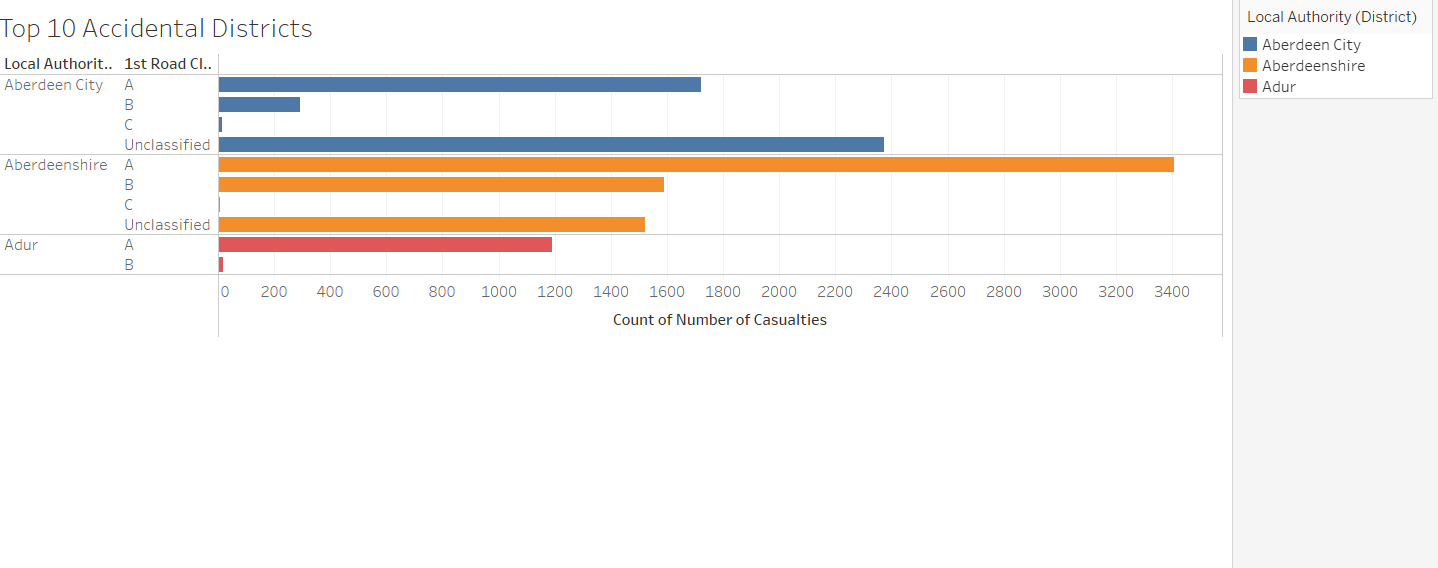 Top 10 Accidental Districts
Local Authorit.. 1st Road Cl..
Aberdeen City A
B
C
Unclassified
Aberdeenshire A
B
C
Unclassified
Adur A
B
0 200 400 600 800 1000 1200 1400 1600 1800 2000 2200 2400 2600 2800 3000 3200 3400
Count of Number of Casualties
Local Authority (District)
Aberdeen City
Aberdeenshire
Adur